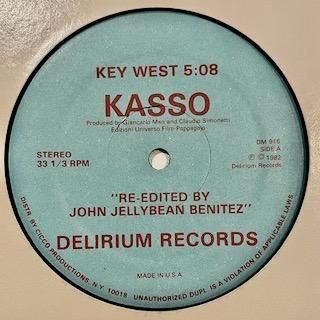 KEY WEST 5:08
KASSO
Produced by Giancarlo Meo and Claudio Simonetti
Edizioni Universo Film-Pappagayo
STEREO
33 1/3 RPM
DM 916
SIDE A
Ⓟ © 1982
Delirium Records
"RE-EDITED BY
JOHN JELLYBEAN BENITEZ"
DELIRIUM RECORDS
MADE IN U.S.A.
DISTR. BY CICCO PRODUCTIONS, N.Y. 10018 UNAUTHORIZED DUPL. IS A VIOLATION OF APPLICABLE LAWS